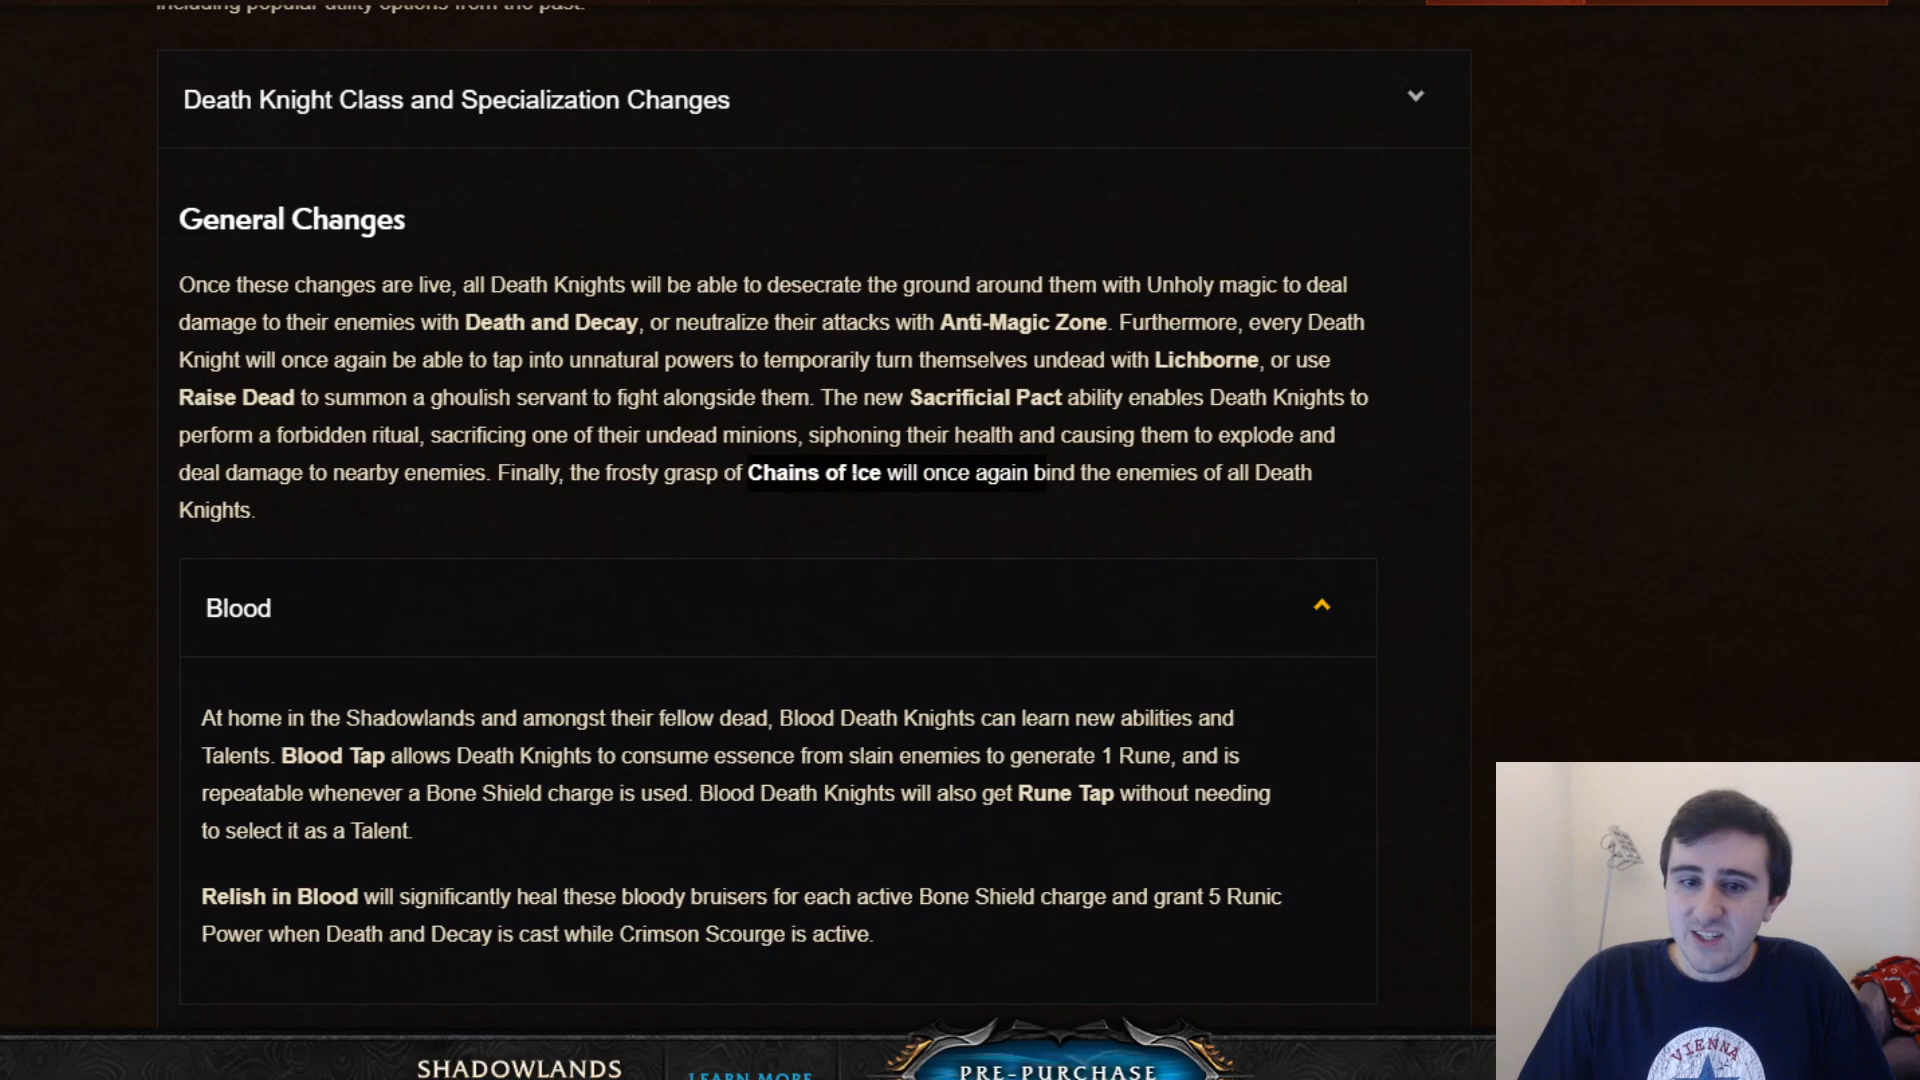 including popular utility options from the past.
Death Knight Class and Specialization Changes
General Changes
Once these changes are live, all Death Knights will be able to desecrate the ground around them with Unholy magic to deal
damage to their enemies with Death and Decay, or neutralize their attacks with Anti-Magic Zone. Furthermore, every Death
Knight will once again be able to tap into unnatural powers to temporarily turn themselves undead with Lichborne, or use
Raise Dead to summon a ghoulish servant to fight alongside them. The new Sacrificial Pact ability enables Death Knights to
perform a forbidden ritual, sacrificing one of their undead minions, siphoning their health and causing them to explode and
deal damage to nearby enemies. Finally, the frosty grasp of Chains of Ice will once again bind the enemies of all Death
Knights.
Blood
At home in the Shadowlands and amongst their fellow dead, Blood Death Knights can learn new abilities and
Talents. Blood Tap allows Death Knights to consume essence from slain enemies to generate 1 Rune, and is
repeatable whenever a Bone Shield charge is used. Blood Death Knights will also get Rune Tap without needing
to select it as a Talent.
Relish in Blood will significantly heal these bloody bruisers for each active Bone Shield charge and grant 5 Runic
Power when Death and Decay is cast while Crimson Scourge is active.
SHADOWLANDS
LEARN MORE
PRE-PURCHASE
VIENNA